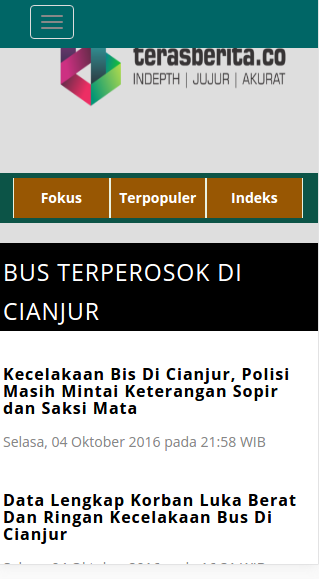 terasberita.co
INDEPTH | JUJUR | AKURAT
Fokus
Terpopuler
Indeks
BUS TERPEROSOK DI
CIANJUR
Kecelakaan Bis Di Cianjur, Polisi
Masih Mintai Keterangan Sopir
dan Saksi Mata
Selasa, 04 Oktober 2016 pada 21:58 WIB
Data Lengkap Korban Luka Berat
Dan Ringan Kecelakaan Bus Di
Cianjur